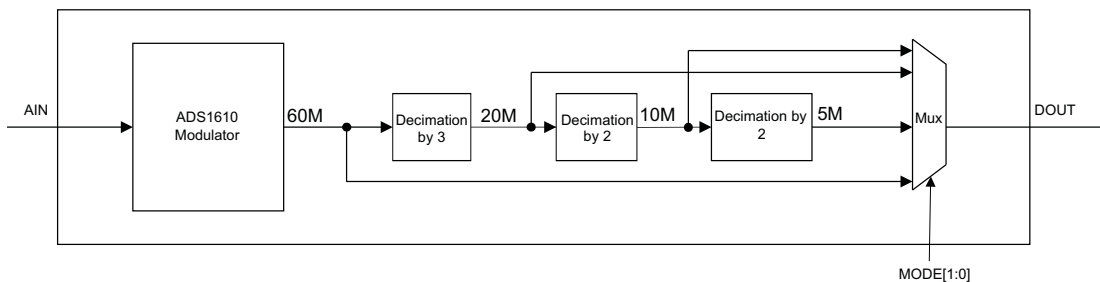 AIN
ADS1610
Modulator
60M
Decimation
by 3
20M
Decimation
by 2
10M
Decimation by
2
5M
Mux
DOUT
MODE[1:0]